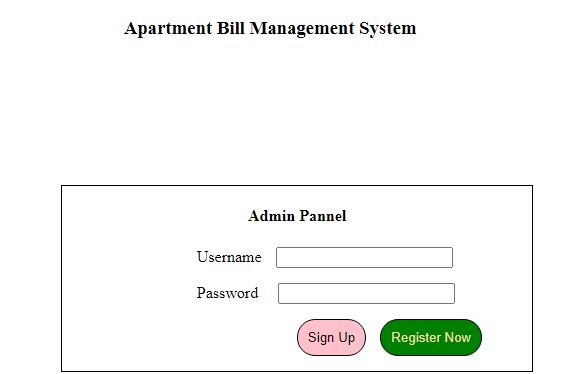 Apartment Bill Management System
Admin Pannel
Username
Password
Sign Up Register Now